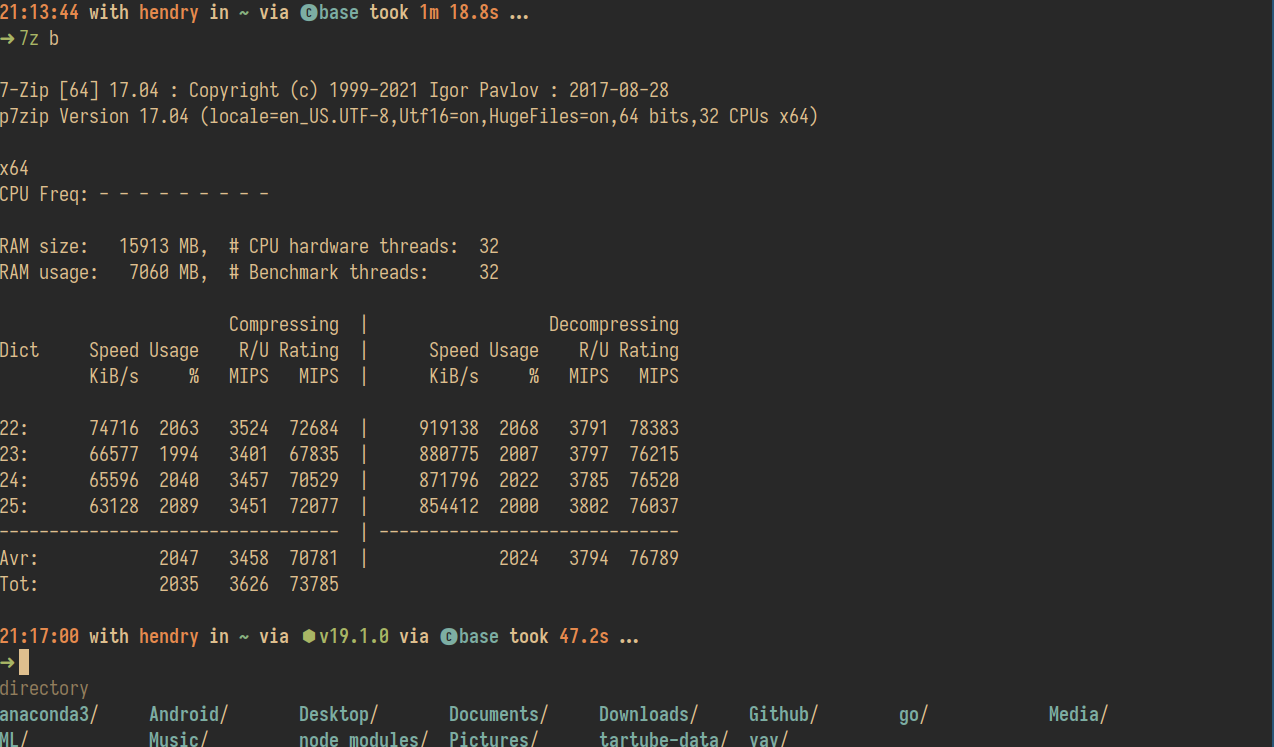 21:13:44 with hendry in ~ via C base took 1m 18.8s …
➜ 7z b
7-Zip [64] 17.04 : Copyright (c) 1999-2021 Igor Pavlov : 2017-08-28
p7zip Version 17.04 (locale=en_US.UTF-8,Utf16=on,HugeFiles=on,64 bits,32 CPUs x64)
x64
CPU Freq: - - - - - - - - -
RAM size:   15913 MB,  # CPU hardware threads:  32
RAM usage:   7060 MB,  # Benchmark threads:     32
                       Compressing  |                  Decompressing
Dict     Speed Usage    R/U Rating  |      Speed Usage    R/U Rating
         KiB/s     %   MIPS   MIPS  |      KiB/s     %   MIPS   MIPS
22:      74716  2063   3524  72684  |     919138  2068   3791  78383
23:      66577  1994   3401  67835  |     880775  2007   3797  76215
24:      65596  2040   3457  70529  |     871796  2022   3785  76520
25:      63128  2089   3451  72077  |     854412  2000   3802  76037
----------------------------------  | ------------------------------
Avr:            2047   3458  70781  |             2024   3794  76789
Tot:            2035   3626  73785
21:17:00 with hendry in ~ via ⬢ v19.1.0 via C base took 47.2s …
➜
directory
anaconda3/     Android/       Desktop/       Documents/     Downloads/     Github/        go/            Media/
ML/            Music/         node_modules/  Pictures/      tartube-data/  yay/